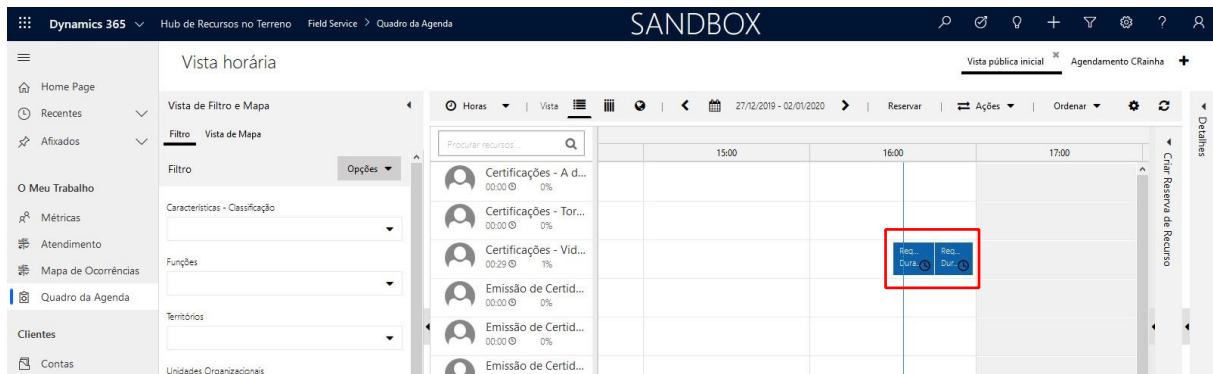 Dynamics 365 Hub de Recursos no Terreno Field Service > Quadro da Agenda SANDBOX
Vista horária
Vista pública inicial Agendamento CRainha
Home Page
Recentes
Afixados
O Meu Trabalho
Métricas
Atendimento
Mapa de Ocorrências
Quadro da Agenda
Clientes
Contas
Vista de Filtro e Mapa
Filtro Vista de Mapa
Filtro Opções
Características - Classificação
Funções
Territórios
Unidades Organizacionais
Horas Vista 27/12/2019 - 02/01/2020 Reservar Ações Ordenar
Procurar recursos...
15:00 16:00 17:00
Certificações - A d...
00:00 0%
Certificações - Tor...
00:00 0%
Certificações - Vid...
00:29 1%
Emissão de Certid...
00:00 0%
Emissão de Certid...
00:00 0%
Emissão de Certid...
Req... Req...
Dura... Dur...
Criar Reserva de Recurso
Detalhes